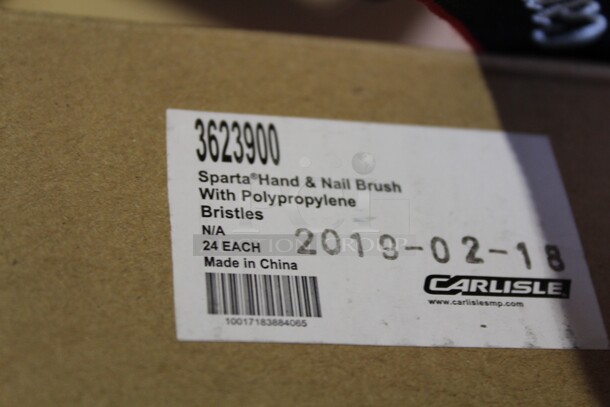 3623900
Sparta® Hand & Nail Brush
With Polypropylene
Bristles
N/A
24 EACH
2019-02-18
Made in China
CARLISLE
www.carlislesmp.com
10017183884065